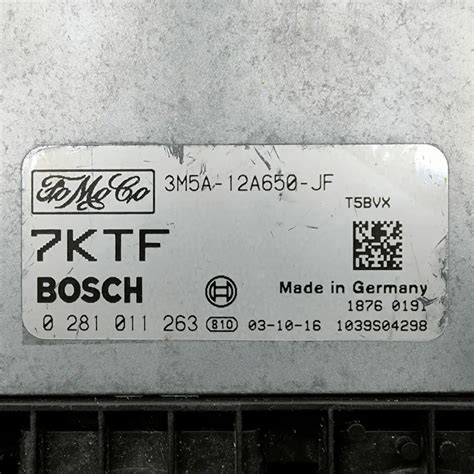 FoMoCo 3M5A-12A650-JF
T5BVX
7KTF
BOSCH Made in Germany
1876 0191
0 281 011 263 810 03-10-16 1039S04298